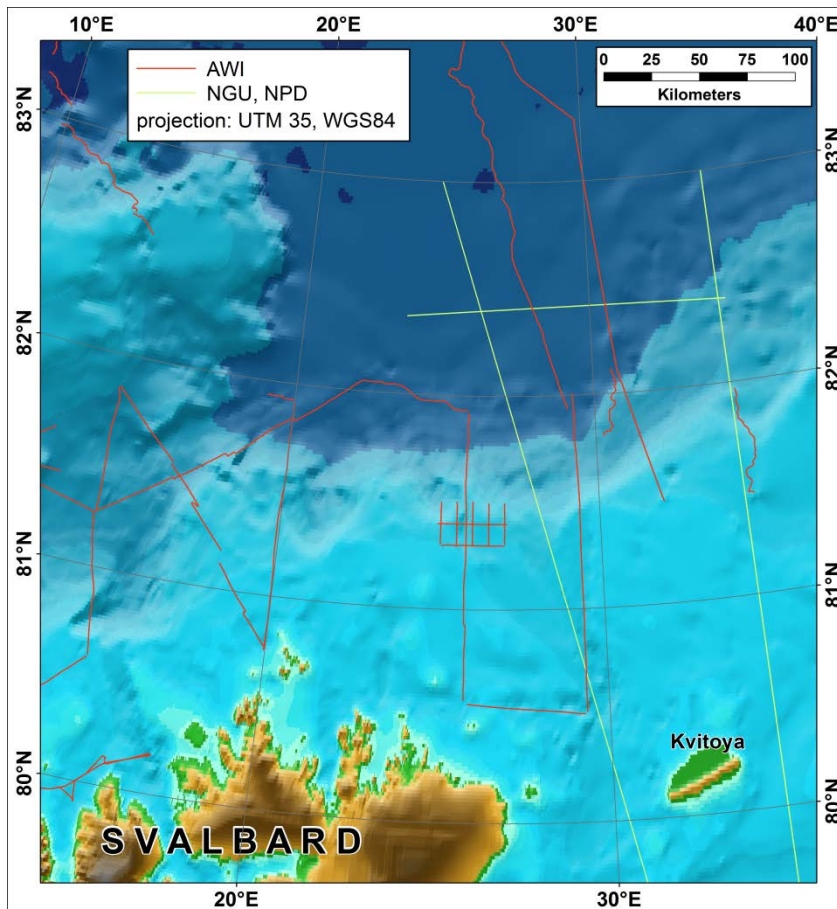 10°E 20°E 30°E 40°E
AWI
NGU, NPD
projection: UTM 35, WGS84
0 25 50 75 100
Kilometers
83°N 83°N
82°N 82°N
81°N 81°N
80°N 80°N
Kvitoya
SVALBARD
20°E 30°E